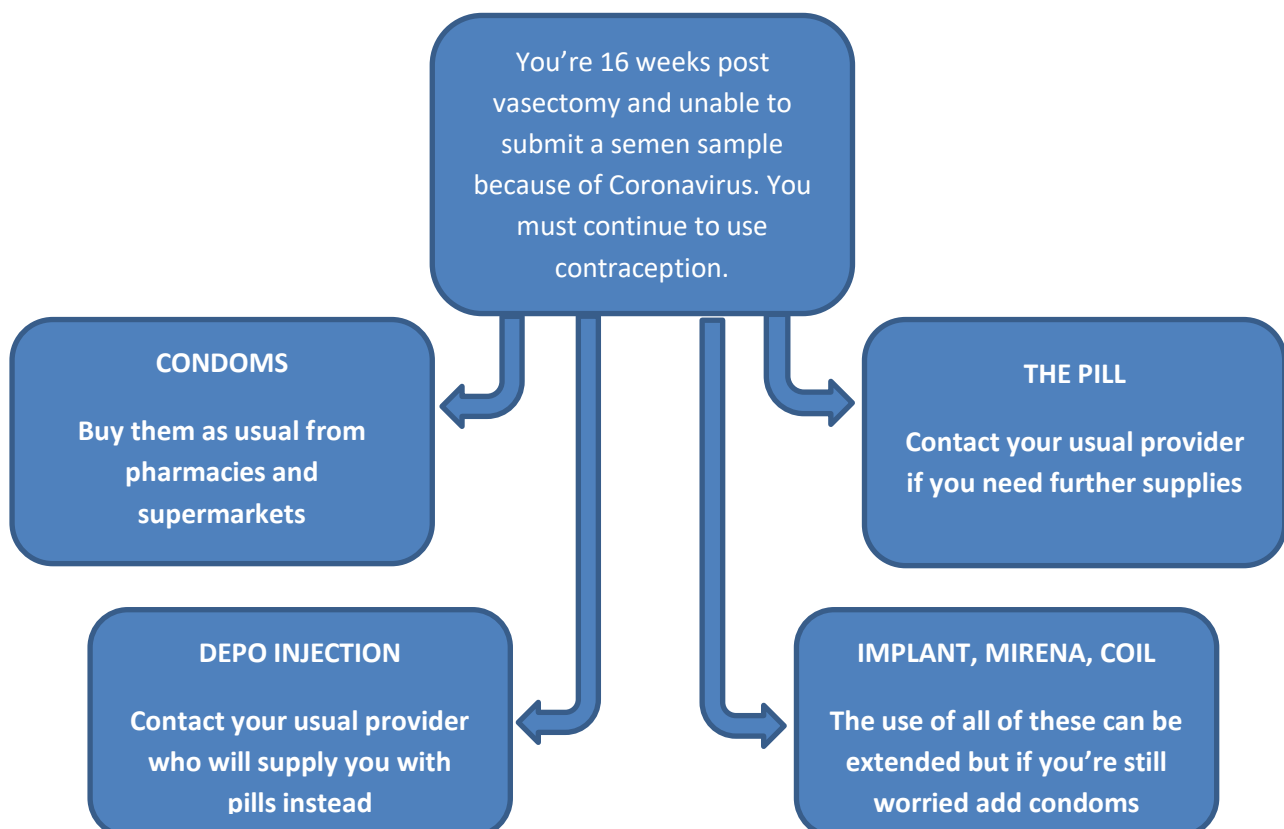 You’re 16 weeks post
vasectomy and unable to
submit a semen sample
because of Coronavirus. You
must continue to use
contraception.
CONDOMS
Buy them as usual from
pharmacies and
supermarkets
THE PILL
Contact your usual provider
if you need further supplies
DEPO INJECTION
Contact your usual provider
who will supply you with
pills instead
IMPLANT, MIRENA, COIL
The use of all of these can be
extended but if you’re still
worried add condoms